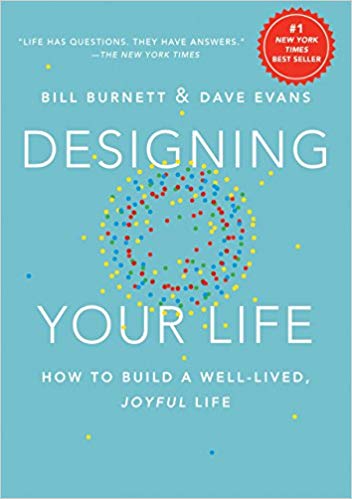 "LIFE HAS QUESTIONS. THEY HAVE ANSWERS."
—THE NEW YORK TIMES
#1
NEW YORK
TIMES
BEST SELLER
BILL BURNETT & DAVE EVANS
DESIGNING
YOUR LIFE
HOW TO BUILD A WELL-LIVED,
JOYFUL LIFE